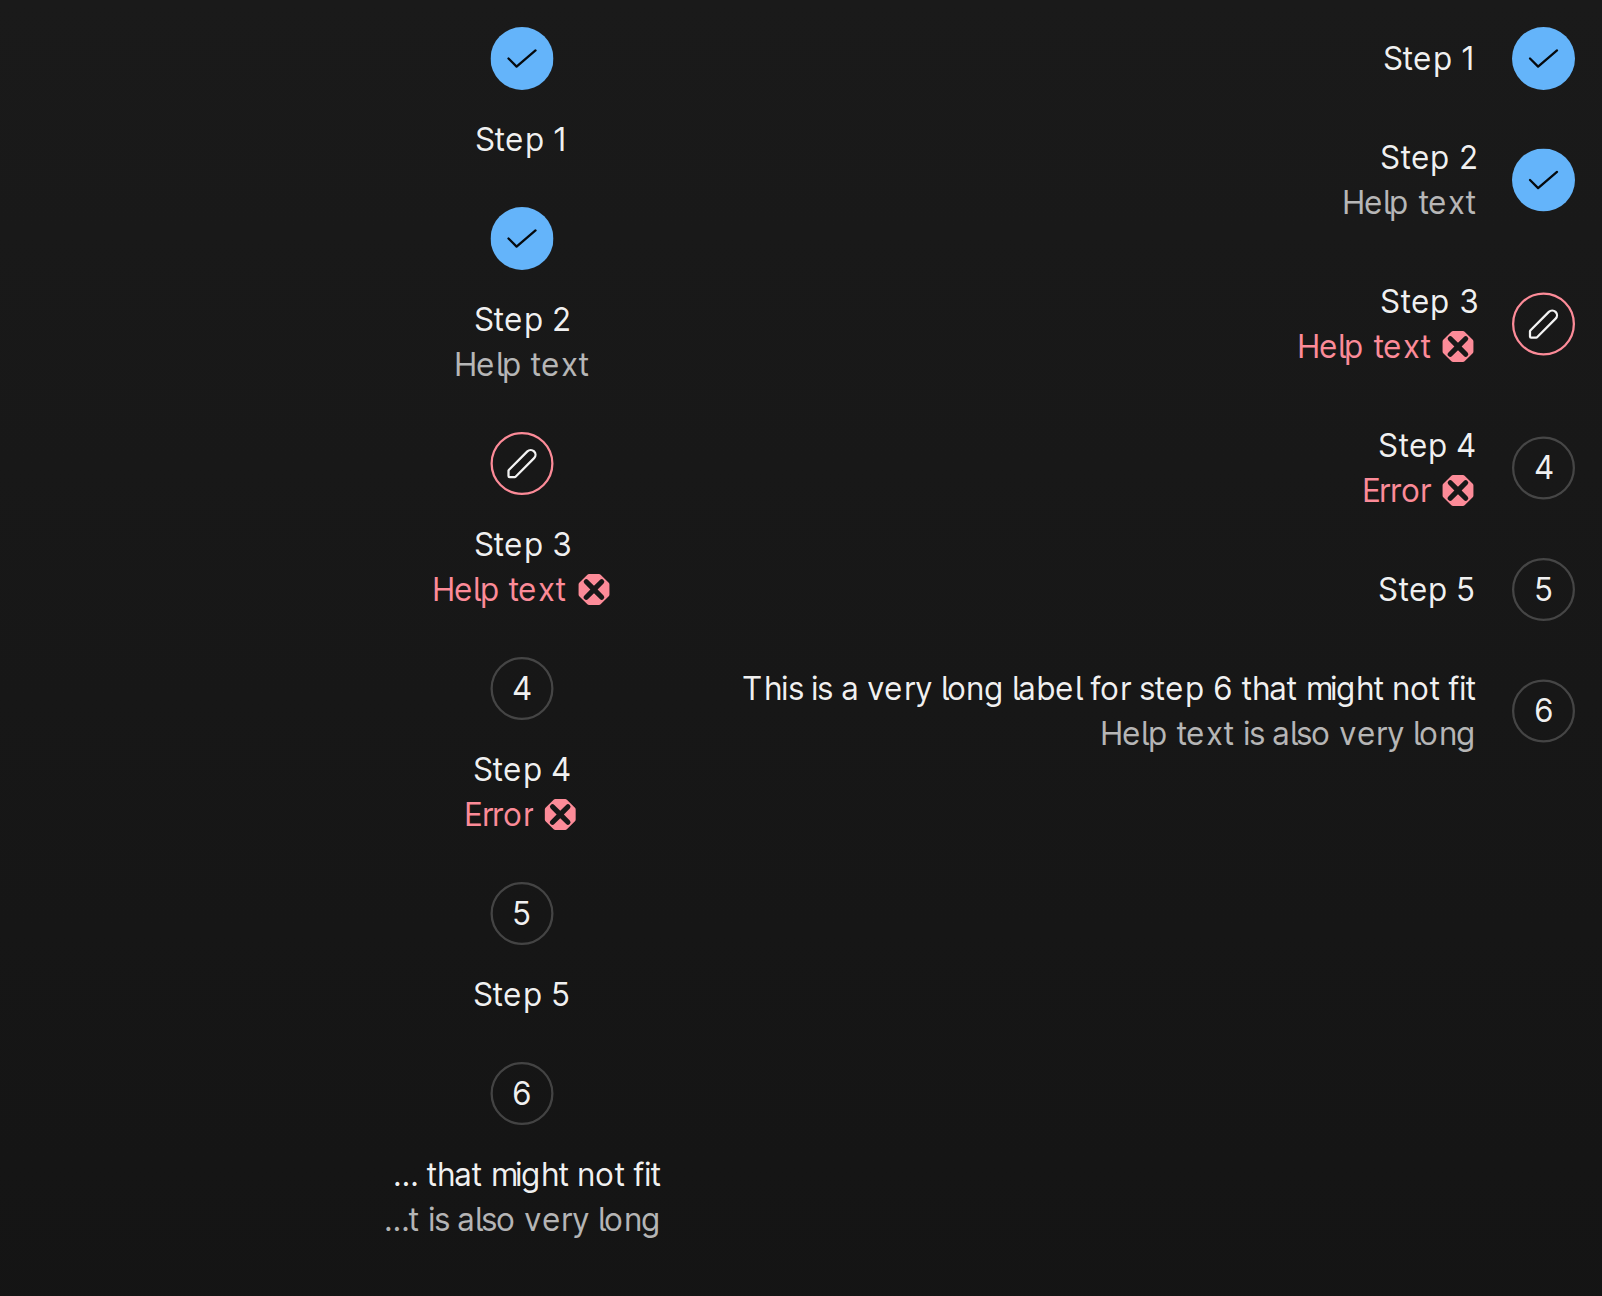 Step 1
Step 2
Help text
Step 3
Help text
4
Step 4
Error
5
Step 5
6
... that might not fit
...t is also very long
Step 1
Step 2
Help text
Step 3
Help text
Step 4
Error
4
Step 5
5
This is a very long label for step 6 that might not fit
Help text is also very long
6